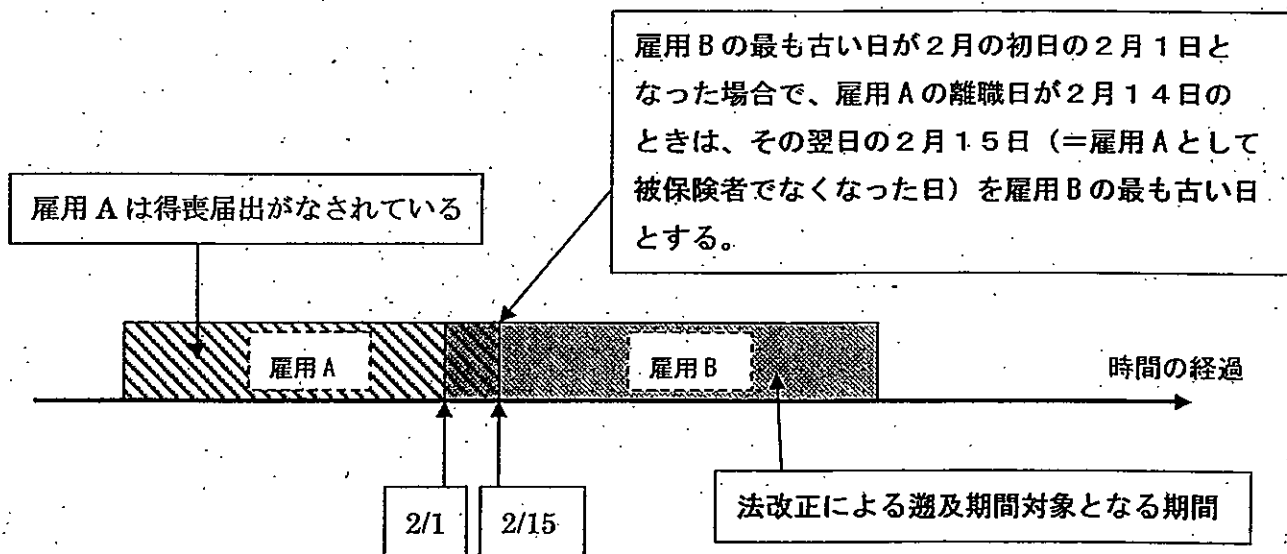 雇用Bの最も古い日が2月の初日の2月1日と
なった場合で、雇用Aの離職日が2月14日の
ときは、その翌日の2月15日（=雇用Aとして
被保険者でなくなった日）を雇用Bの最も古い日
とする。
雇用Aは得喪届出がなされている
雇用A
雇用B
時間の経過
2/1
2/15
法改正による遡及期間対象となる期間